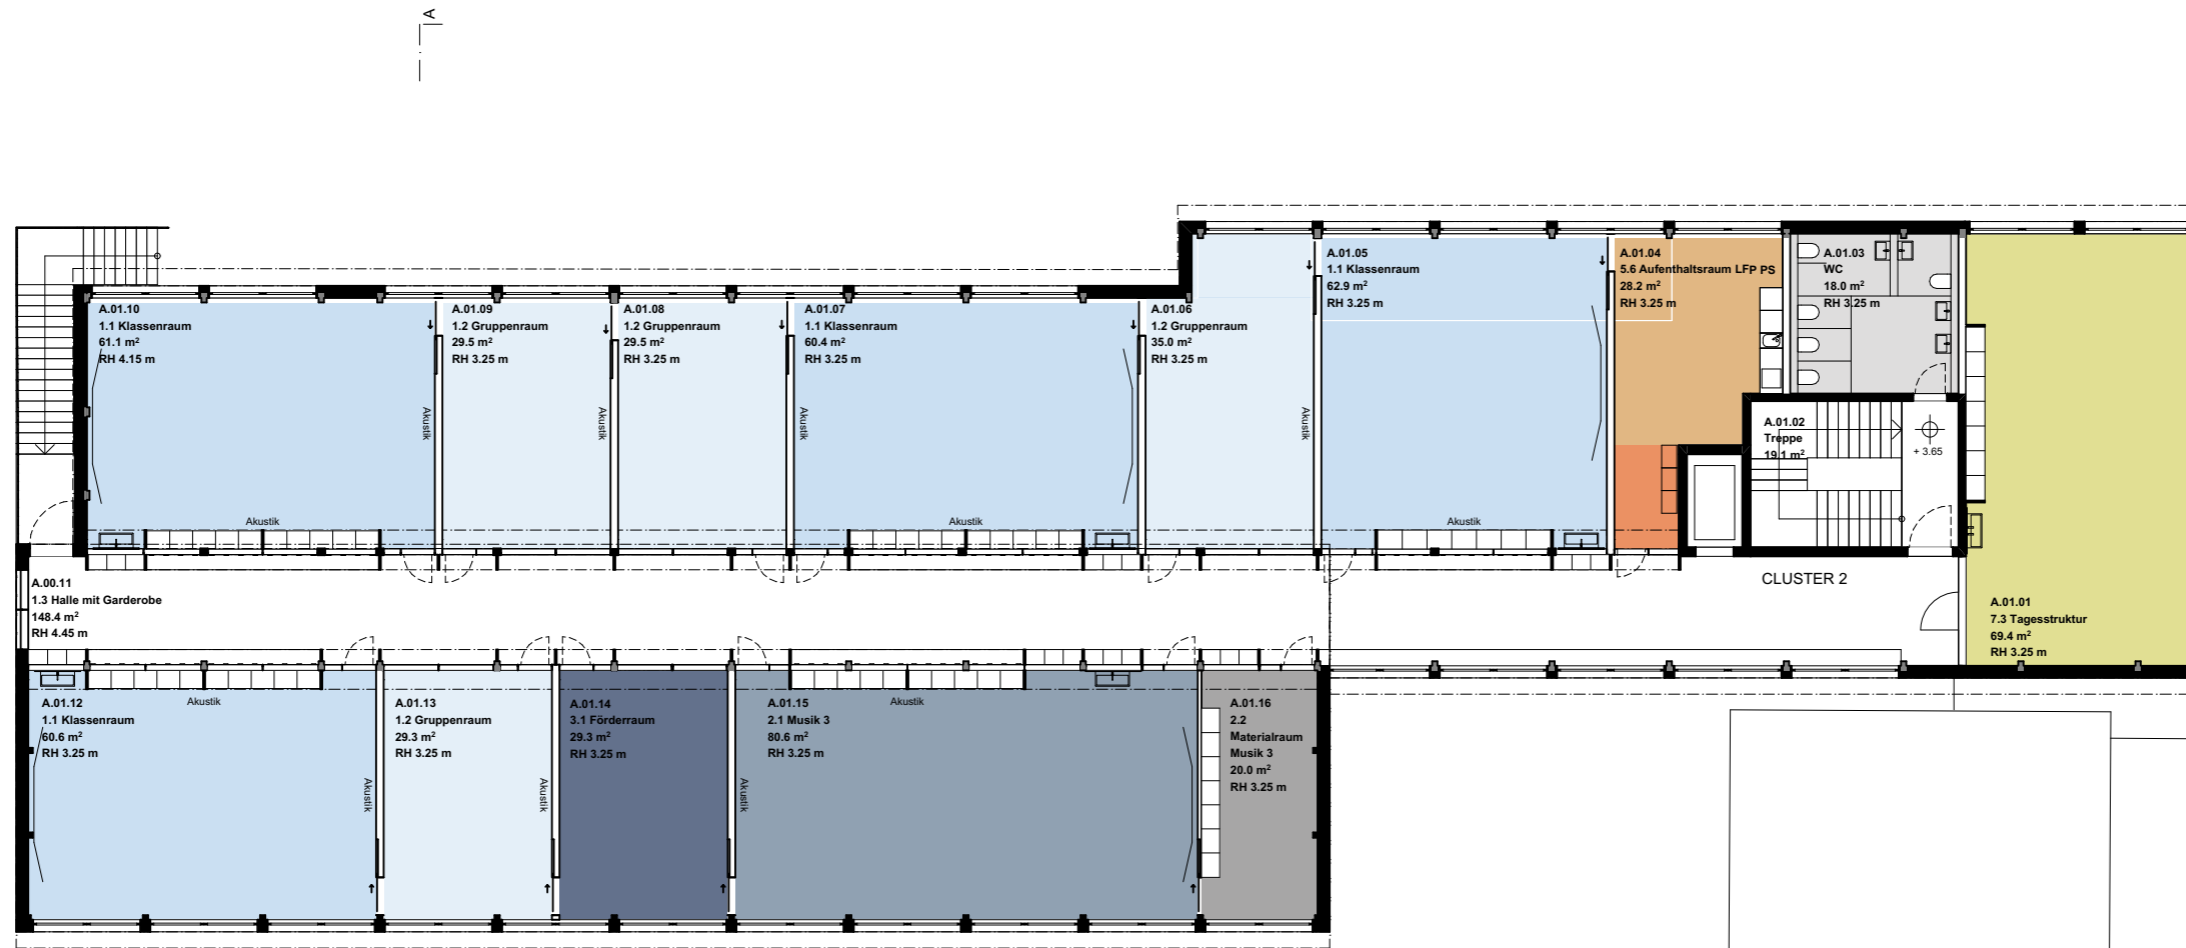 A
A.01.10
1.1 Klassenraum
61.1 m²
RH 4.15 m
Akustik
Akustik
A.01.09
1.2 Gruppenraum
29.5 m²
RH 3.25 m
Akustik
A.01.08
1.2 Gruppenraum
29.5 m²
RH 3.25 m
A.01.07
1.1 Klassenraum
60.4 m²
RH 3.25 m
Akustik
Akustik
A.01.06
1.2 Gruppenraum
35.0 m²
RH 3.25 m
Akustik
A.01.05
1.1 Klassenraum
62.9 m²
RH 3.25 m
Akustik
A.01.04
5.6 Aufenthaltsraum LFP PS
28.2 m²
RH 3.25 m
A.01.03
WC
18.0 m²
RH 3.25 m
A.01.02
Treppe
19.1 m²
+ 3.65
CLUSTER 2
A.01.01
7.3 Tagesstruktur
69.4 m²
RH 3.25 m
A.00.11
1.3 Halle mit Garderobe
148.4 m²
RH 4.45 m
A.01.12
1.1 Klassenraum
60.6 m²
RH 3.25 m
Akustik
Akustik
A.01.13
1.2 Gruppenraum
29.3 m²
RH 3.25 m
Akustik
A.01.14
3.1 Förderraum
29.3 m²
RH 3.25 m
A.01.15
2.1 Musik 3
80.6 m²
RH 3.25 m
Akustik
Akustik
A.01.16
2.2
Materialraum
Musik 3
20.0 m²
RH 3.25 m